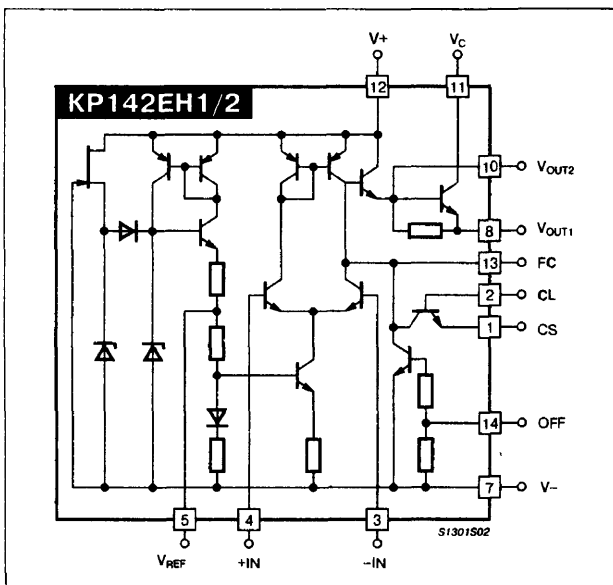 V+
V_C
KP142EH1/2
12
11
10
V_OUT2
8
V_OUT1
13
FC
2
CL
1
CS
14
OFF
7
V–
S1301S02
5
4
3
V_REF
+IN
–IN